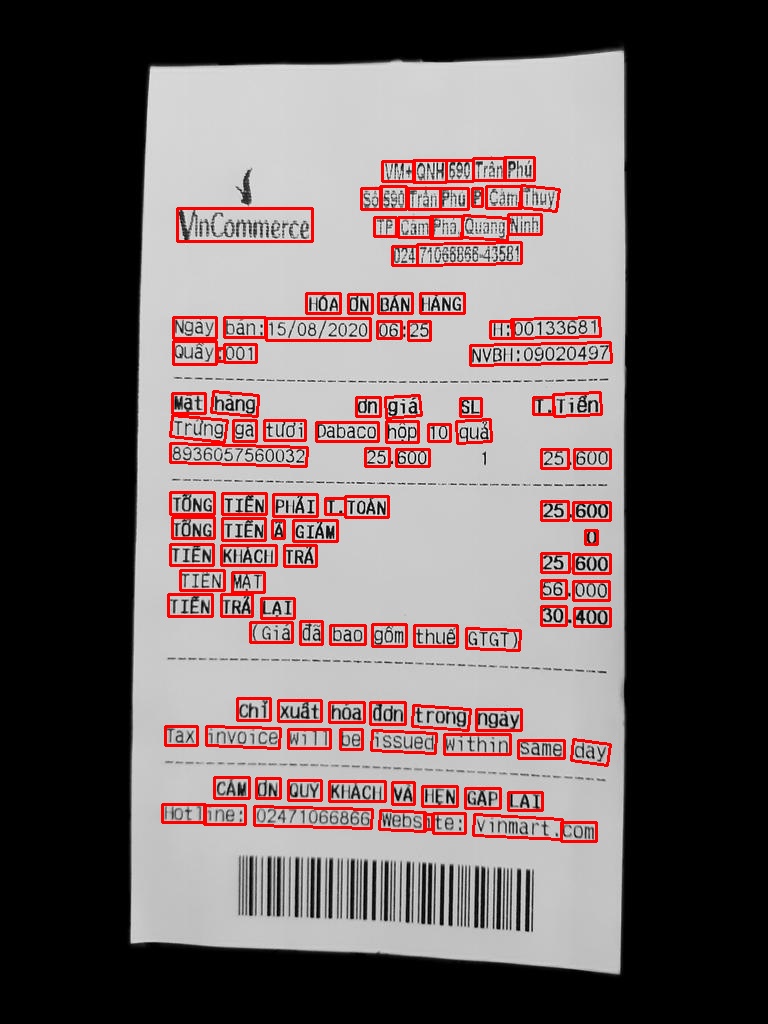 VinCommerce
VM+ QNH 590 Trần Phú
Số 590 Trần Phú P Cẩm Thủy
TP Cẩm Phả, Quảng Ninh
024 71066866-43581
HÓA ĐƠN BÁN HÀNG
Ngày bán:15/08/2020 06:25 H:00133681
Quầy:001 NVBH:09020497
Mặt hàng Đơn giá SL T.Tiền
Trứng ga tươi Dabaco hộp 10 quả
8936057560032 25.600 1 25.600
TỔNG TIỀN PHẢI T.TOÁN 25.600
TỔNG TIỀN ĐÃ GIẢM 0
TIỀN KHÁCH TRẢ 25.600
TIỀN MẶT 56.000
TIỀN TRẢ LẠI 30.400
(Giá đã bao gồm thuế GTGT)
Chỉ xuất hóa đơn trong ngày
Tax invoice will be issued within same day
CẢM ƠN QUÝ KHÁCH VÀ HẸN GẶP LẠI
Hotline: 02471066866 Website: vinmart.com